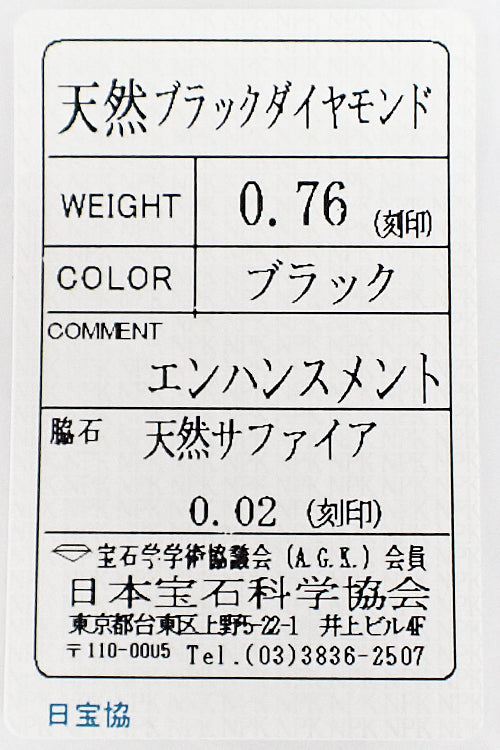 天然ブラックダイヤモンド
WEIGHT 0.76 (刻印)
COLOR ブラック
COMMENT
エンハンスメント
脇石 天然サファイア
0.02 (刻印)
宝石学学術協議会 (A.G.K.) 会員
日本宝石科学協会
東京都台東区上野5-22-1 井上ビル4F
〒110-0005 Tel.(03)3836-2507
日宝協